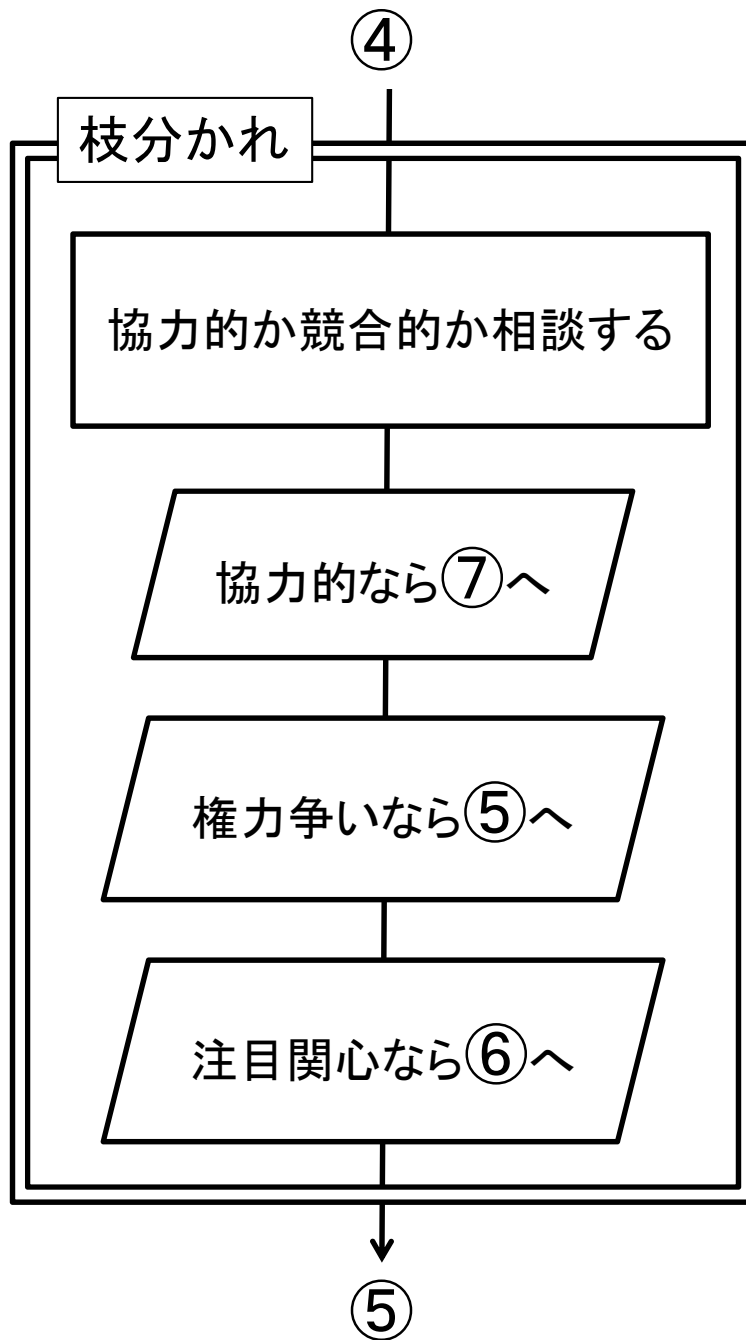 ④
枝分かれ
協力的か競合的か相談する
協力的なら⑦へ
権力争いなら⑤へ
注目関心なら⑥へ
⑤